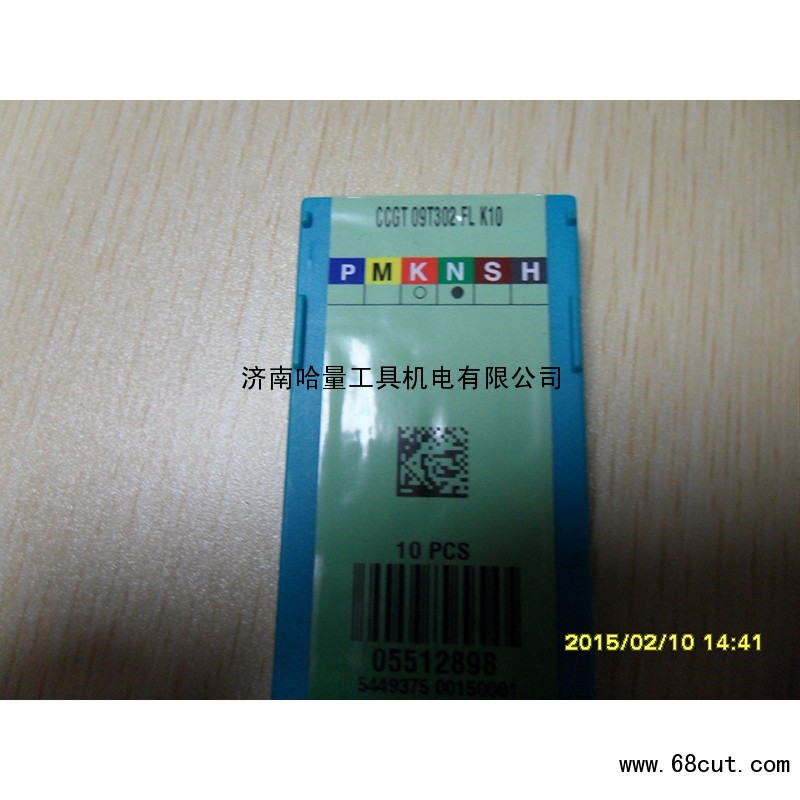 CCGT 09T302-FL K10
P M K N S H
济南哈量工具机电有限公司
10 PCS
05512898
5449375 00150001
2015/02/10 14:41
www.68cut.com